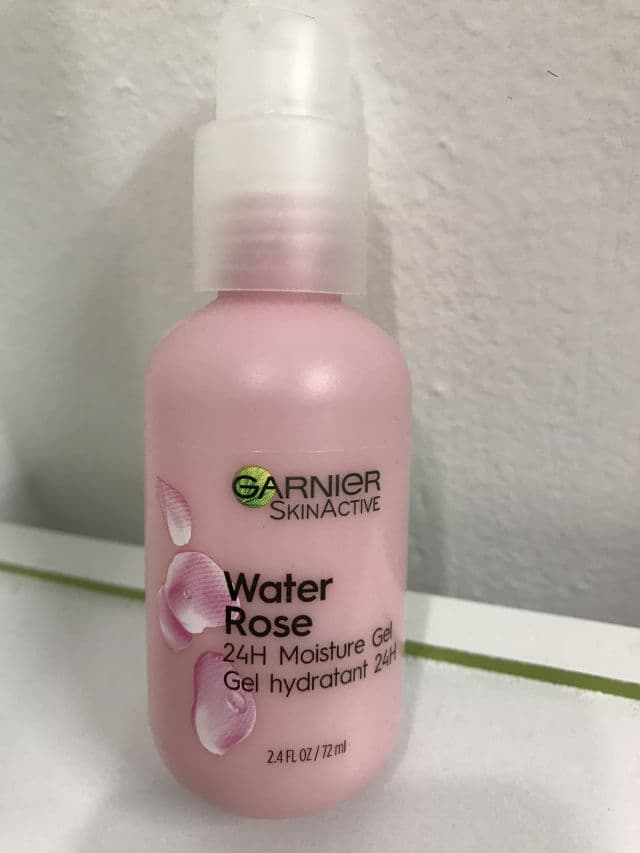 GARNIER
SKINACTIVE
Water
Rose
24H Moisture Gel
Gel hydratant 24H
2.4 FL OZ / 72 ml